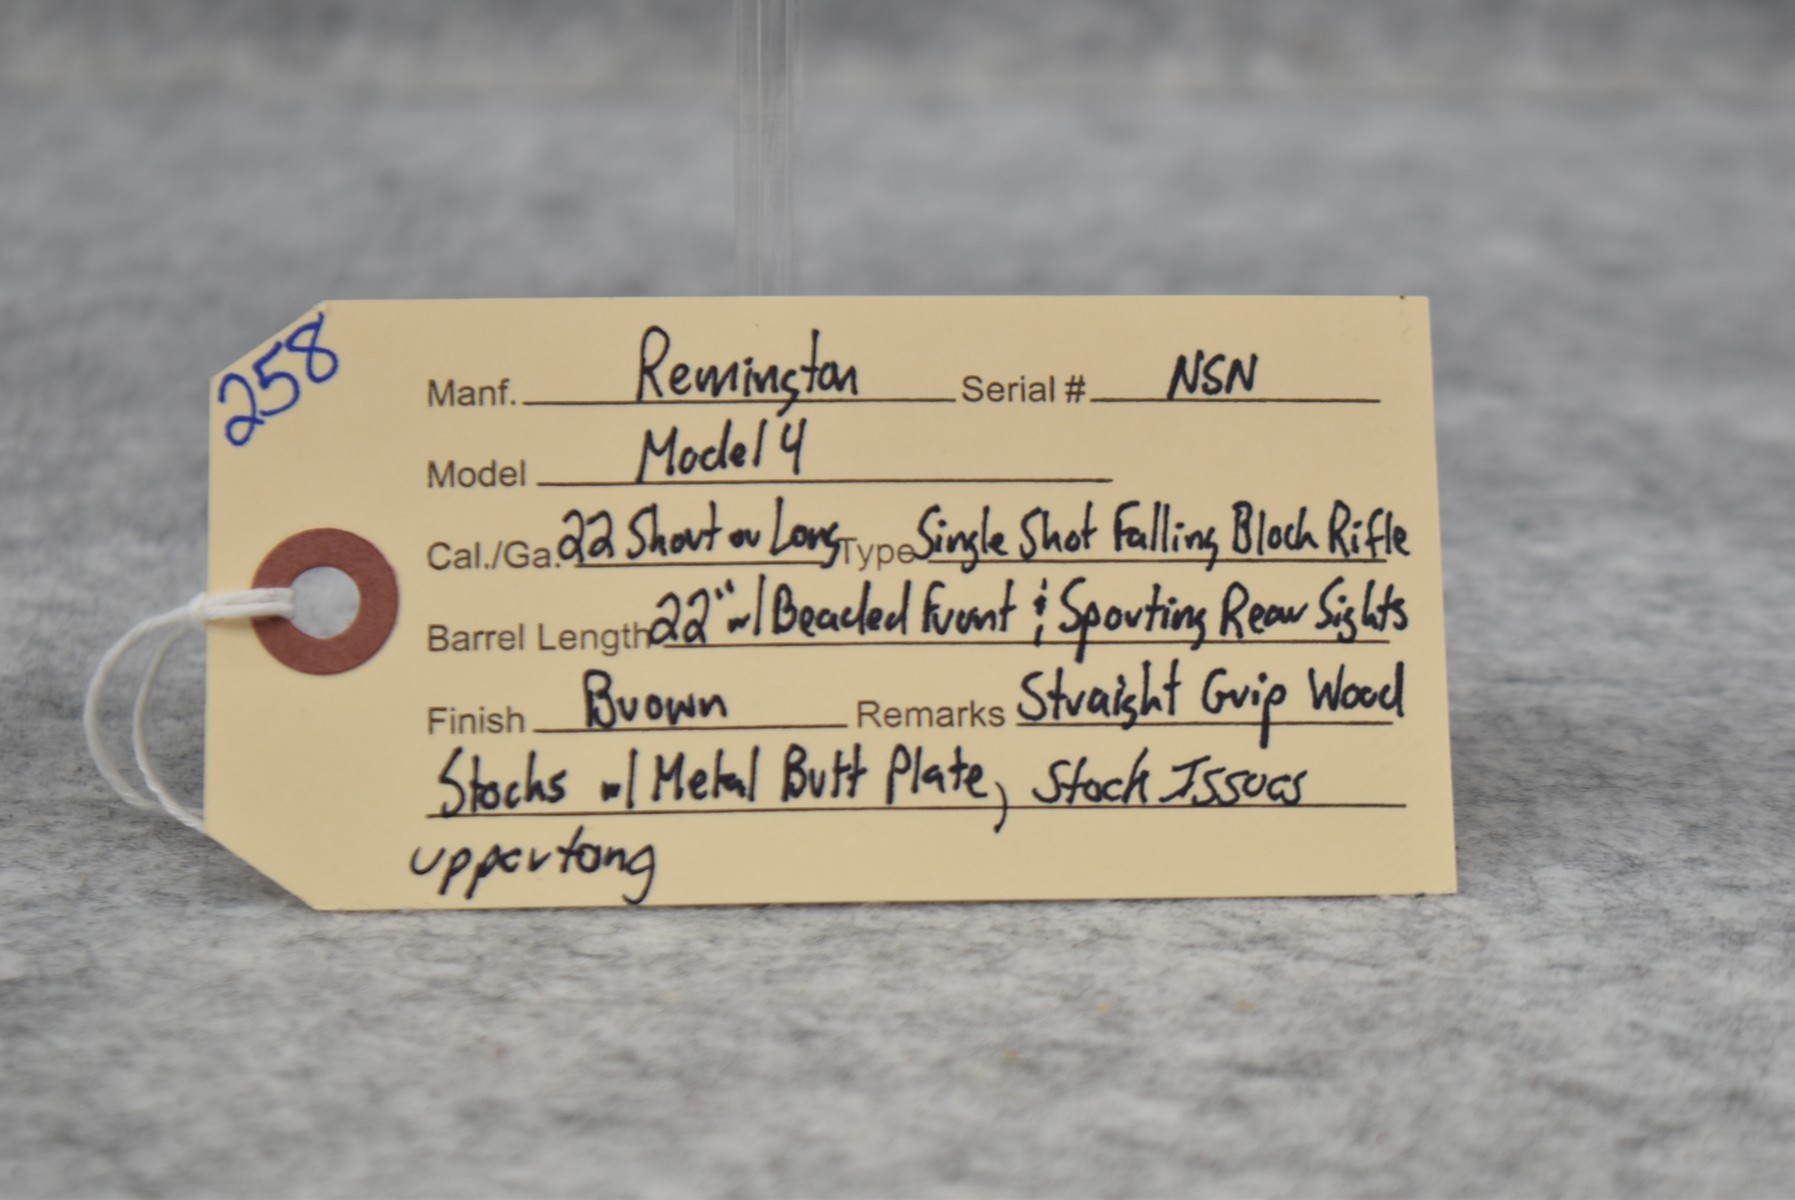 258
Manf. Remington Serial # NSN
Model Model 4
Cal./Ga. 22 Short or Long Type Single Shot Falling Block Rifle
Barrel Length 22" w/ Beaded Front & Sporting Rear Sights
Finish Brown Remarks Straight Grip Wood
Stocks w/ Metal Butt Plate, Stock Issues
upper tang